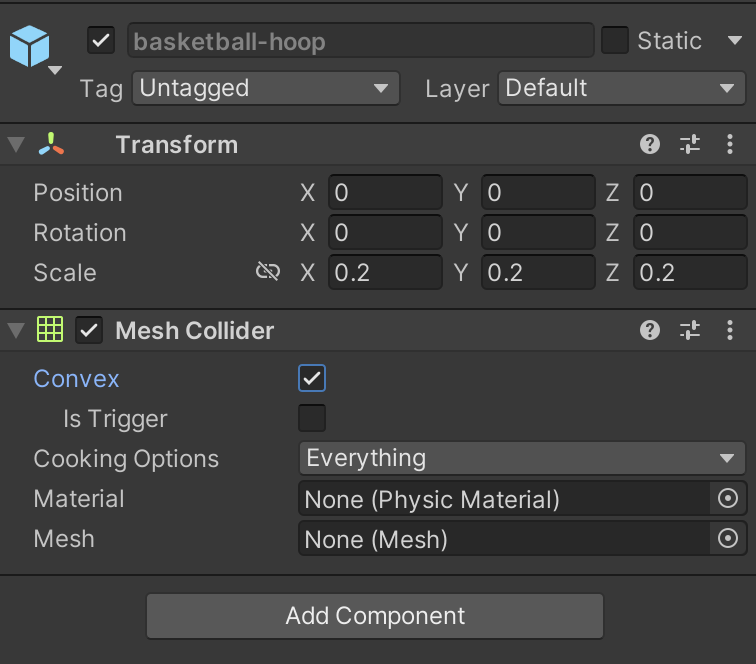 basketball-hoop Static
Tag Untagged Layer Default
Transform
Position X 0 Y 0 Z 0
Rotation X 0 Y 0 Z 0
Scale X 0.2 Y 0.2 Z 0.2
Mesh Collider
Convex
Is Trigger
Cooking Options Everything
Material None (Physic Material)
Mesh None (Mesh)
Add Component